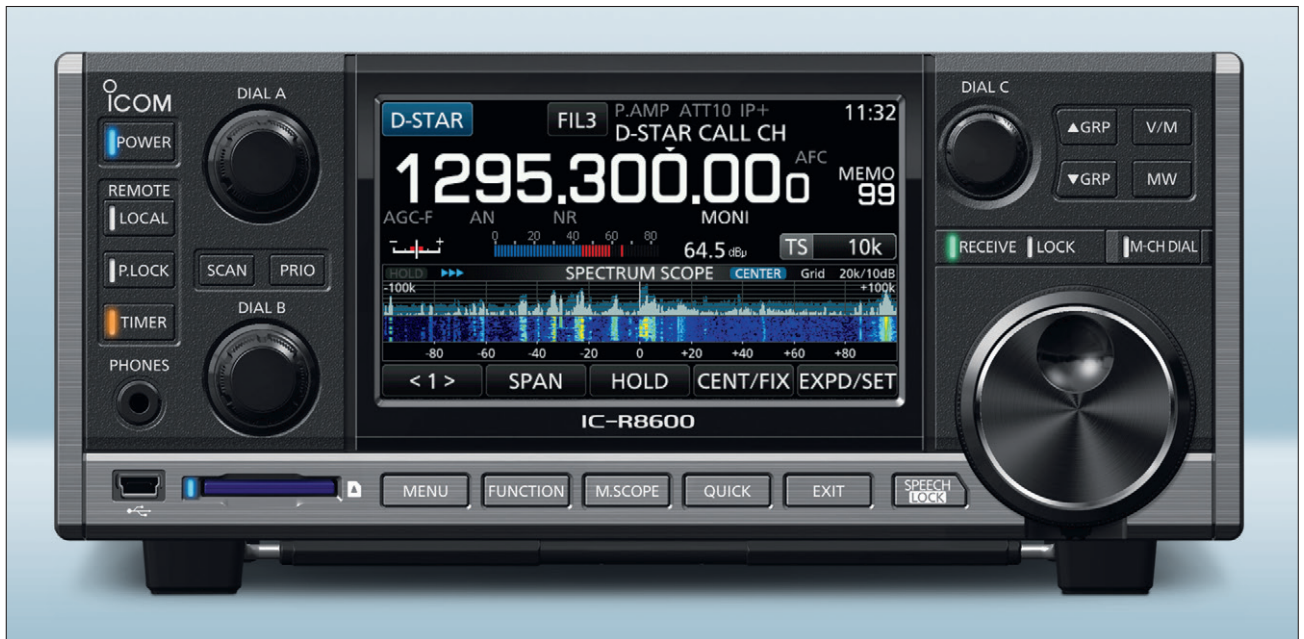 ICOM
DIAL A
POWER
REMOTE
LOCAL
P.LOCK
SCAN
PRIO
TIMER
DIAL B
PHONES
D-STAR
FIL3
P.AMP ATT10 IP+
11:32
D-STAR CALL CH
1295.300.000
AFC
MEMO
99
AGC-F
AN
NR
MONI
- +
0 20 40 60 80
64.5 dBμ
TS
10k
HOLD
SPECTRUM SCOPE
CENTER
Grid
20k/10dB
-100k
+100k
-80 -60 -40 -20 0 +20 +40 +60 +80
< 1 >
SPAN
HOLD
CENT/FIX
EXPD/SET
IC-R8600
DIAL C
▲GRP
V/M
▼GRP
MW
RECEIVE
LOCK
M-CH DIAL
MENU
FUNCTION
M.SCOPE
QUICK
EXIT
SPEECH
LOCK